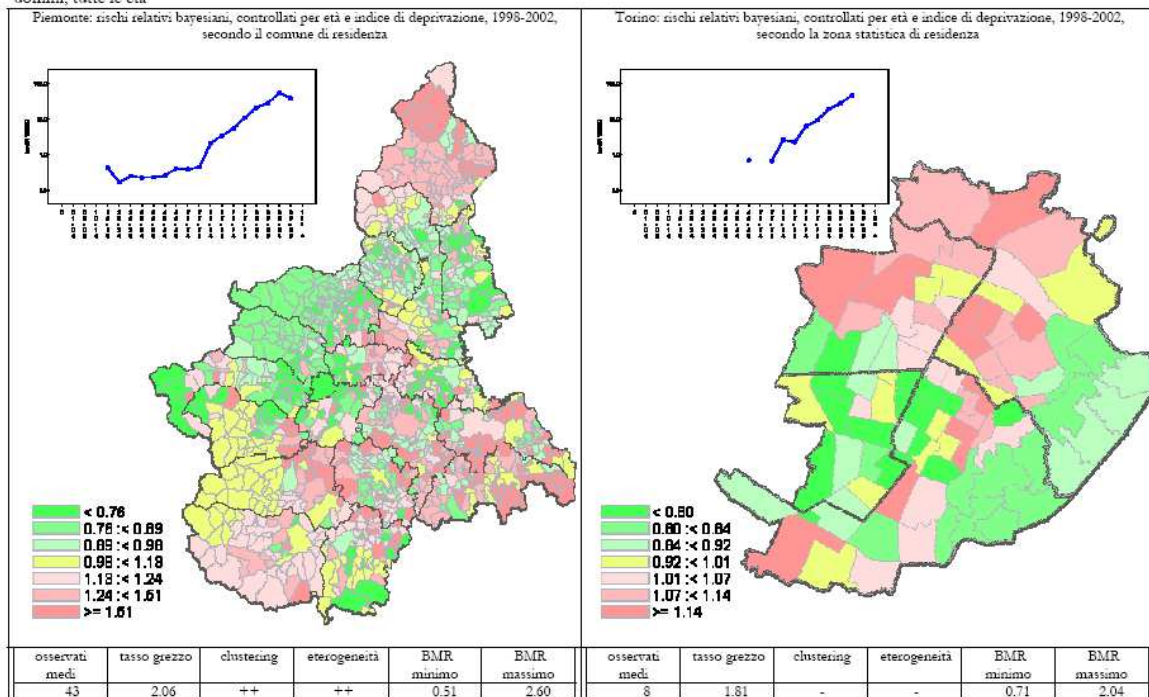 uomini, tutte le età
Piemonte: rischi relativi bayesiani, controllati per età e indice di deprivazione, 1998-2002,
secondo il comune di residenza
< 0.76
0.76 :< 0.89
0.89 :< 0.98
0.98 :< 1.13
1.13 :< 1.24
1.24 :< 1.51
>= 1.51
osservati medi tasso grezzo clustering eterogeneità BMR minimo BMR massimo
43 2.06 ++ ++ 0.51 2.60
Torino: rischi relativi bayesiani, controllati per età e indice di deprivazione, 1998-2002,
secondo la zona statistica di residenza
< 0.80
0.80 :< 0.84
0.84 :< 0.92
0.92 :< 1.01
1.01 :< 1.07
1.07 :< 1.14
>= 1.14
osservati medi tasso grezzo clustering eterogeneità BMR minimo BMR massimo
8 1.81 - - 0.71 2.04